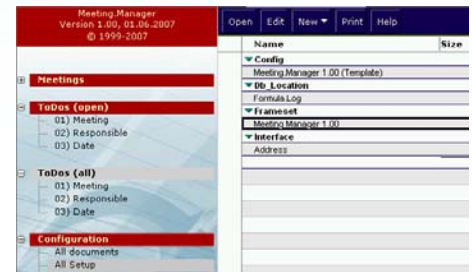 Meeting.Manager
Version 1.00, 01.06.2007
© 1999-2007
Meetings
ToDos (open)
01) Meeting
02) Responsible
03) Date
ToDos (all)
01) Meeting
02) Responsible
03) Date
Configuration
All documents
All Setup
Open Edit New Print Help
Name Size
Config
Meeting.Manager 1.00 (Template)
Db_Location
Formula.Log
Frameset
Meeting.Manager 1.00
Interface
Address